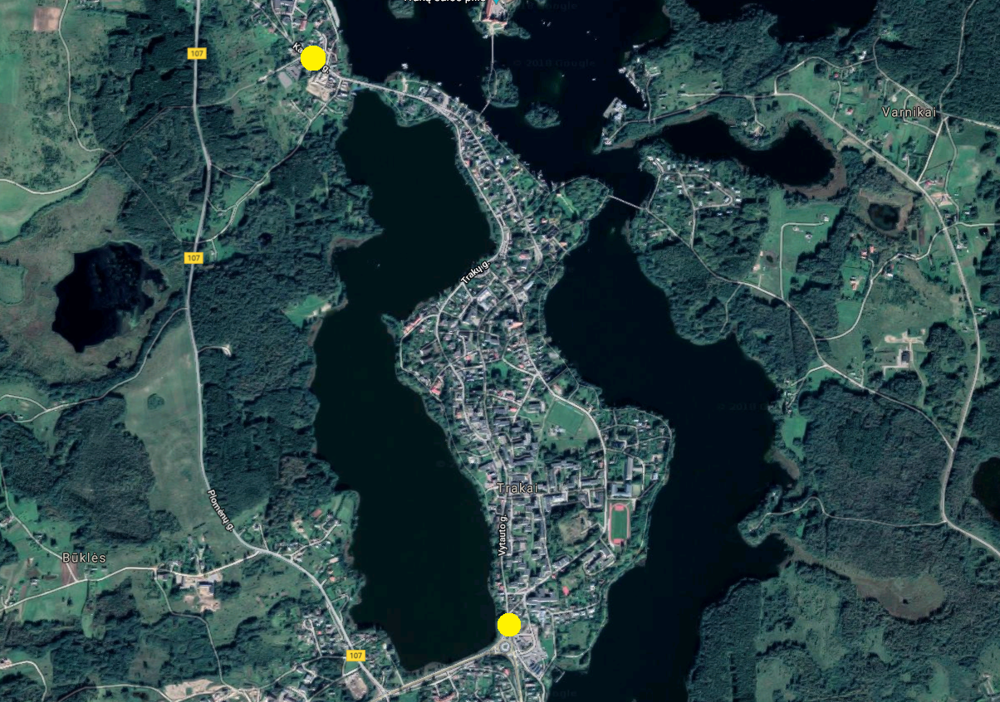 107
© 2019 Google
Varnikai
107
Trakų g.
Trakai
Plomėnų g.
Vytauto g.
Būklės
107